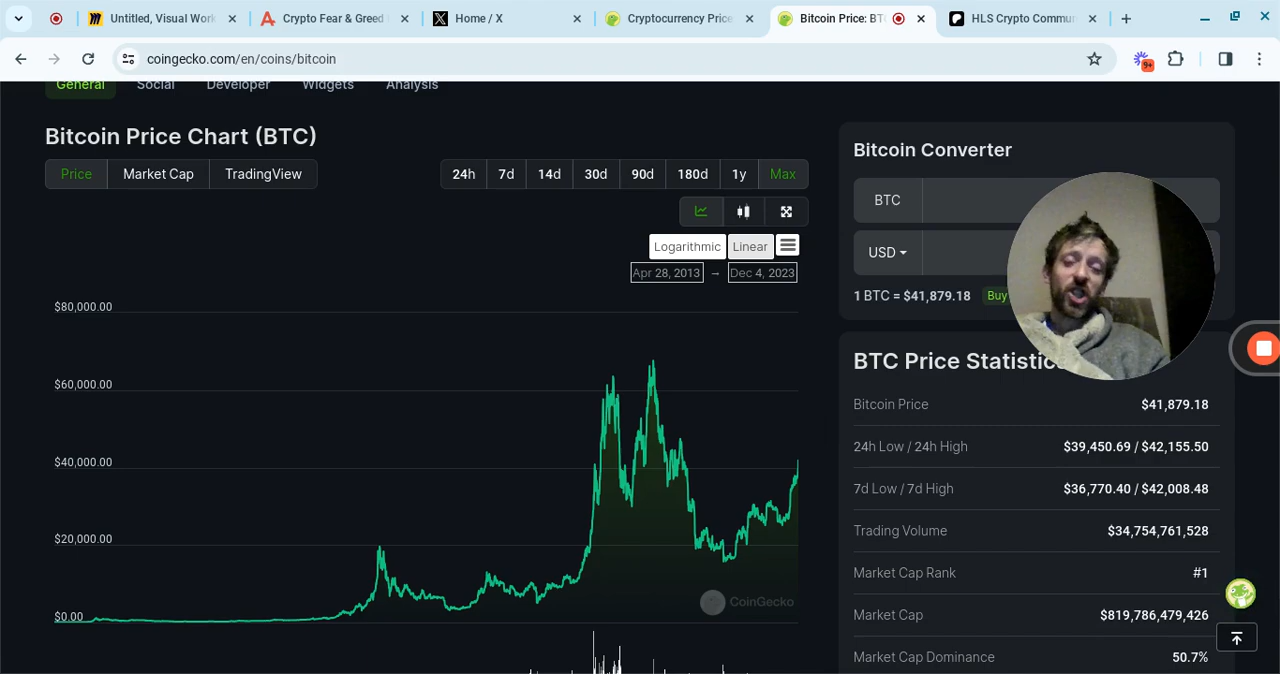 Untitled, Visual Work
Crypto Fear & Greed
Home / X
Cryptocurrency Price
Bitcoin Price: BT
HLS Crypto Commu
coingecko.com/en/coins/bitcoin
9+
General Social Developer Widgets Analysis
Bitcoin Price Chart (BTC)
Price Market Cap TradingView
24h 7d 14d 30d 90d 180d 1y Max
Logarithmic Linear
Apr 28, 2013 → Dec 4, 2023
$80,000.00
$60,000.00
$40,000.00
$20,000.00
$0.00
CoinGecko
Bitcoin Converter
BTC
USD
1 BTC = $41,879.18 Buy
BTC Price Statistics
Bitcoin Price $41,879.18
24h Low / 24h High $39,450.69 / $42,155.50
7d Low / 7d High $36,770.40 / $42,008.48
Trading Volume $34,754,761,528
Market Cap Rank #1
Market Cap $819,786,479,426
Market Cap Dominance 50.7%